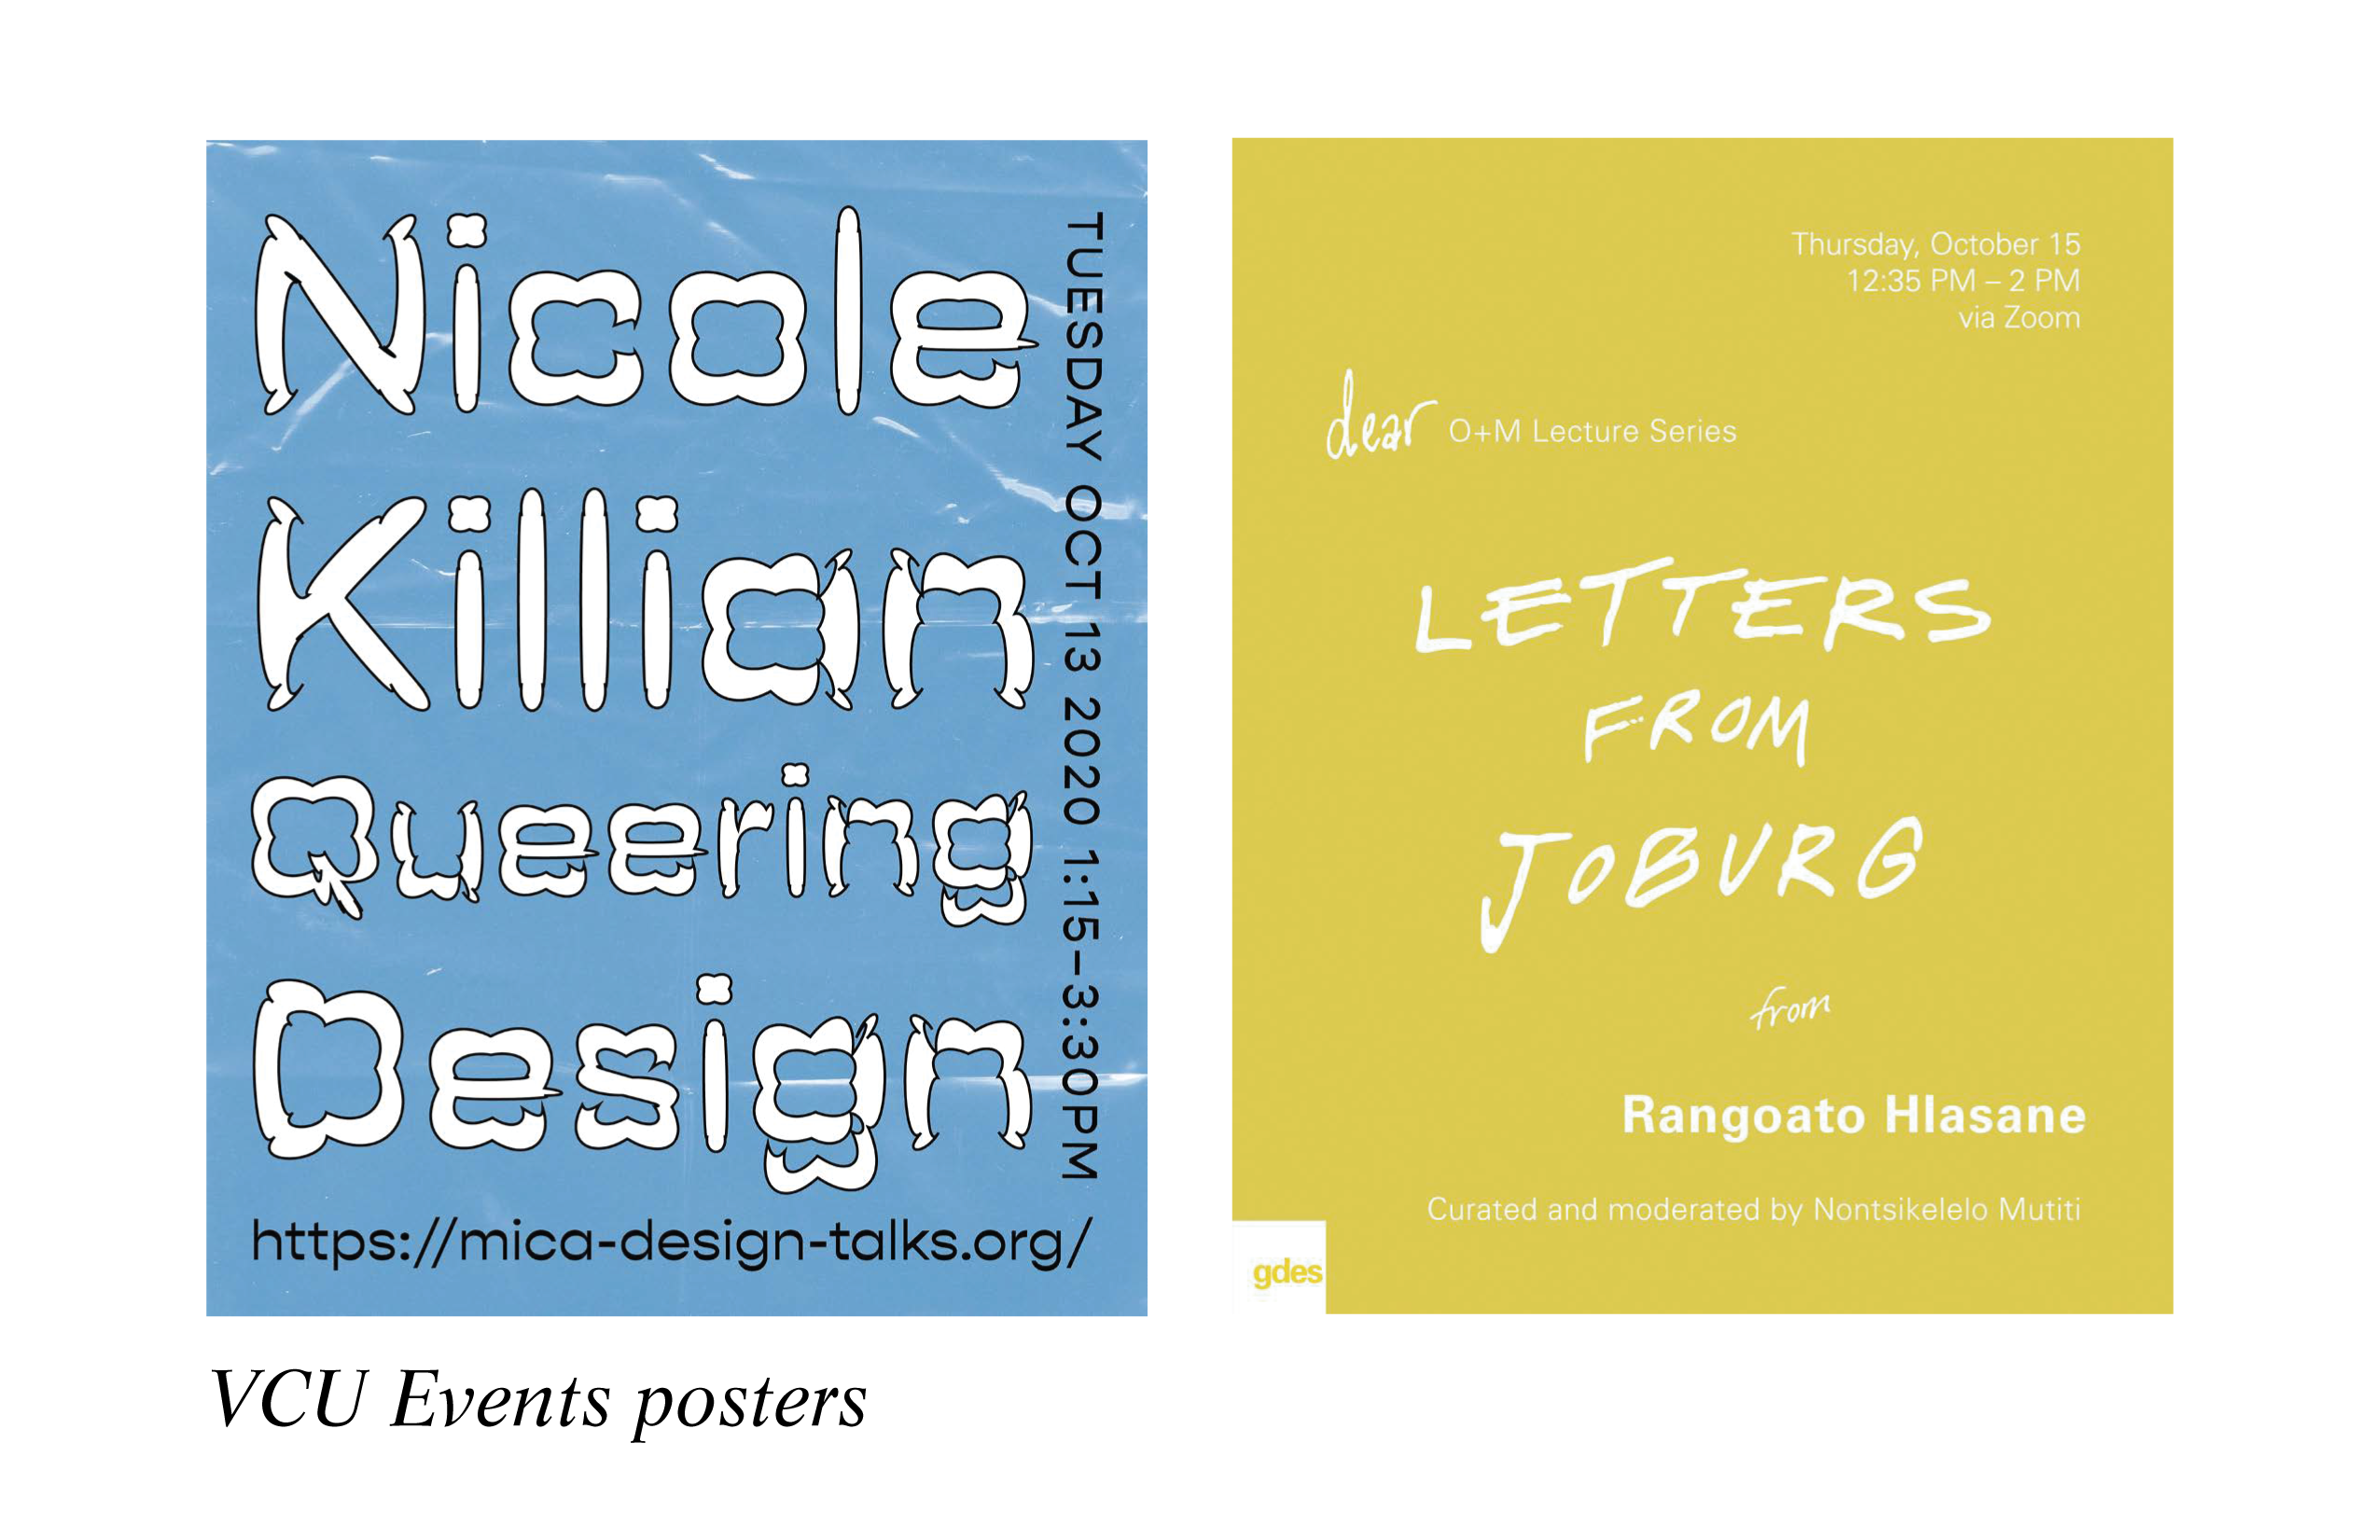 Nicole
Killian
Queering
Design
TUESDAY OCT 13 2020 1:15–3:30PM
https://mica-design-talks.org/
Thursday, October 15
12:35 PM – 2 PM
via Zoom
dear O+M Lecture Series
LETTERS
FROM
JOBURG
from
Rangoato Hlasane
Curated and moderated by Nontsikelelo Mutiti
gdes
VCU Events posters